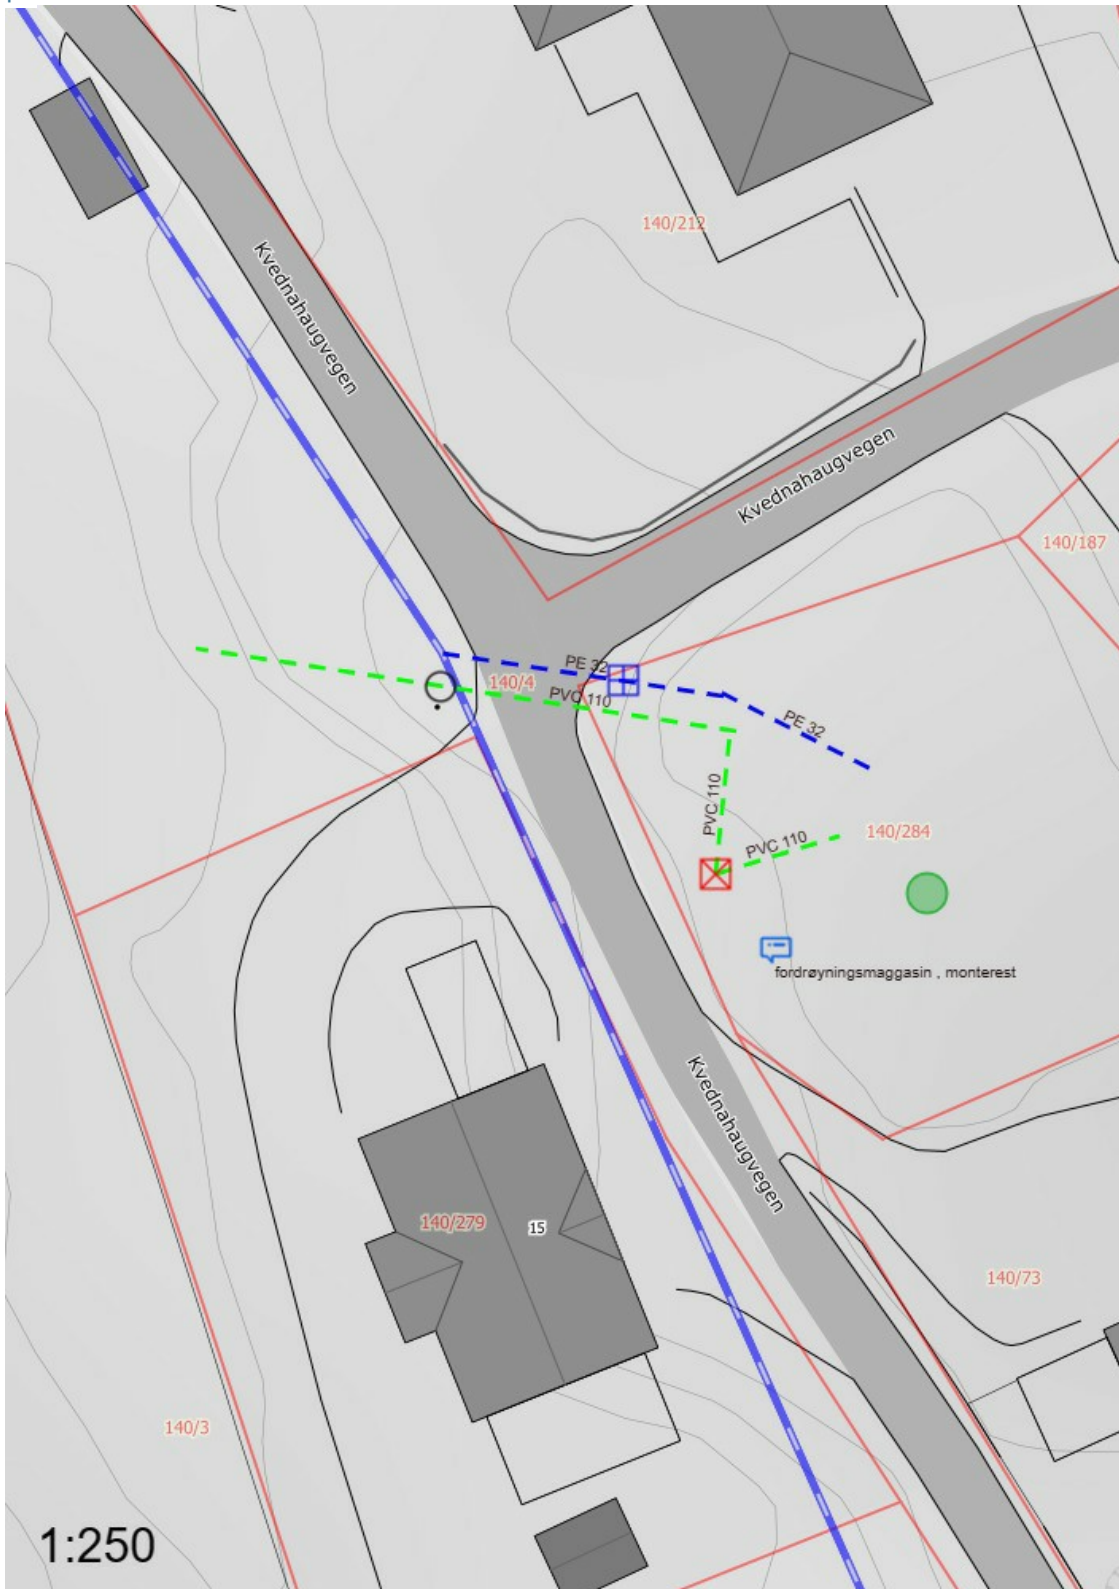 140/212
Kvednahaugvegen
Kvednahaugvegen
140/187
PE 32
140/4
PVC 110
PE 32
PVC 110
140/284
PVC 110
fordrøyningsmaggasin , monterest
Kvednahaugvegen
140/279
15
140/73
140/3
1:250